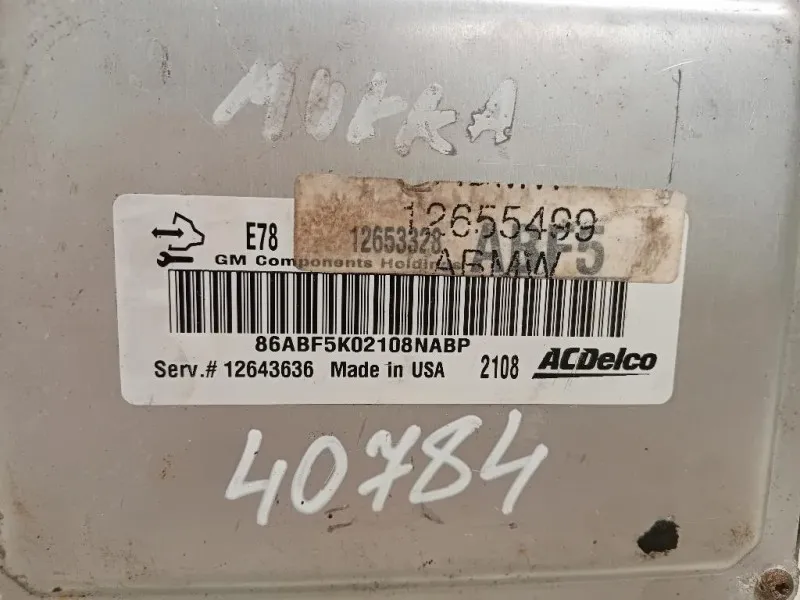 MOKKA
12655499
E78 12653328 ABF5
GM Components Holdings
ABMW
86ABF5K02108NABP
Serv.# 12643636 Made in USA 2108 ACDelco
40784